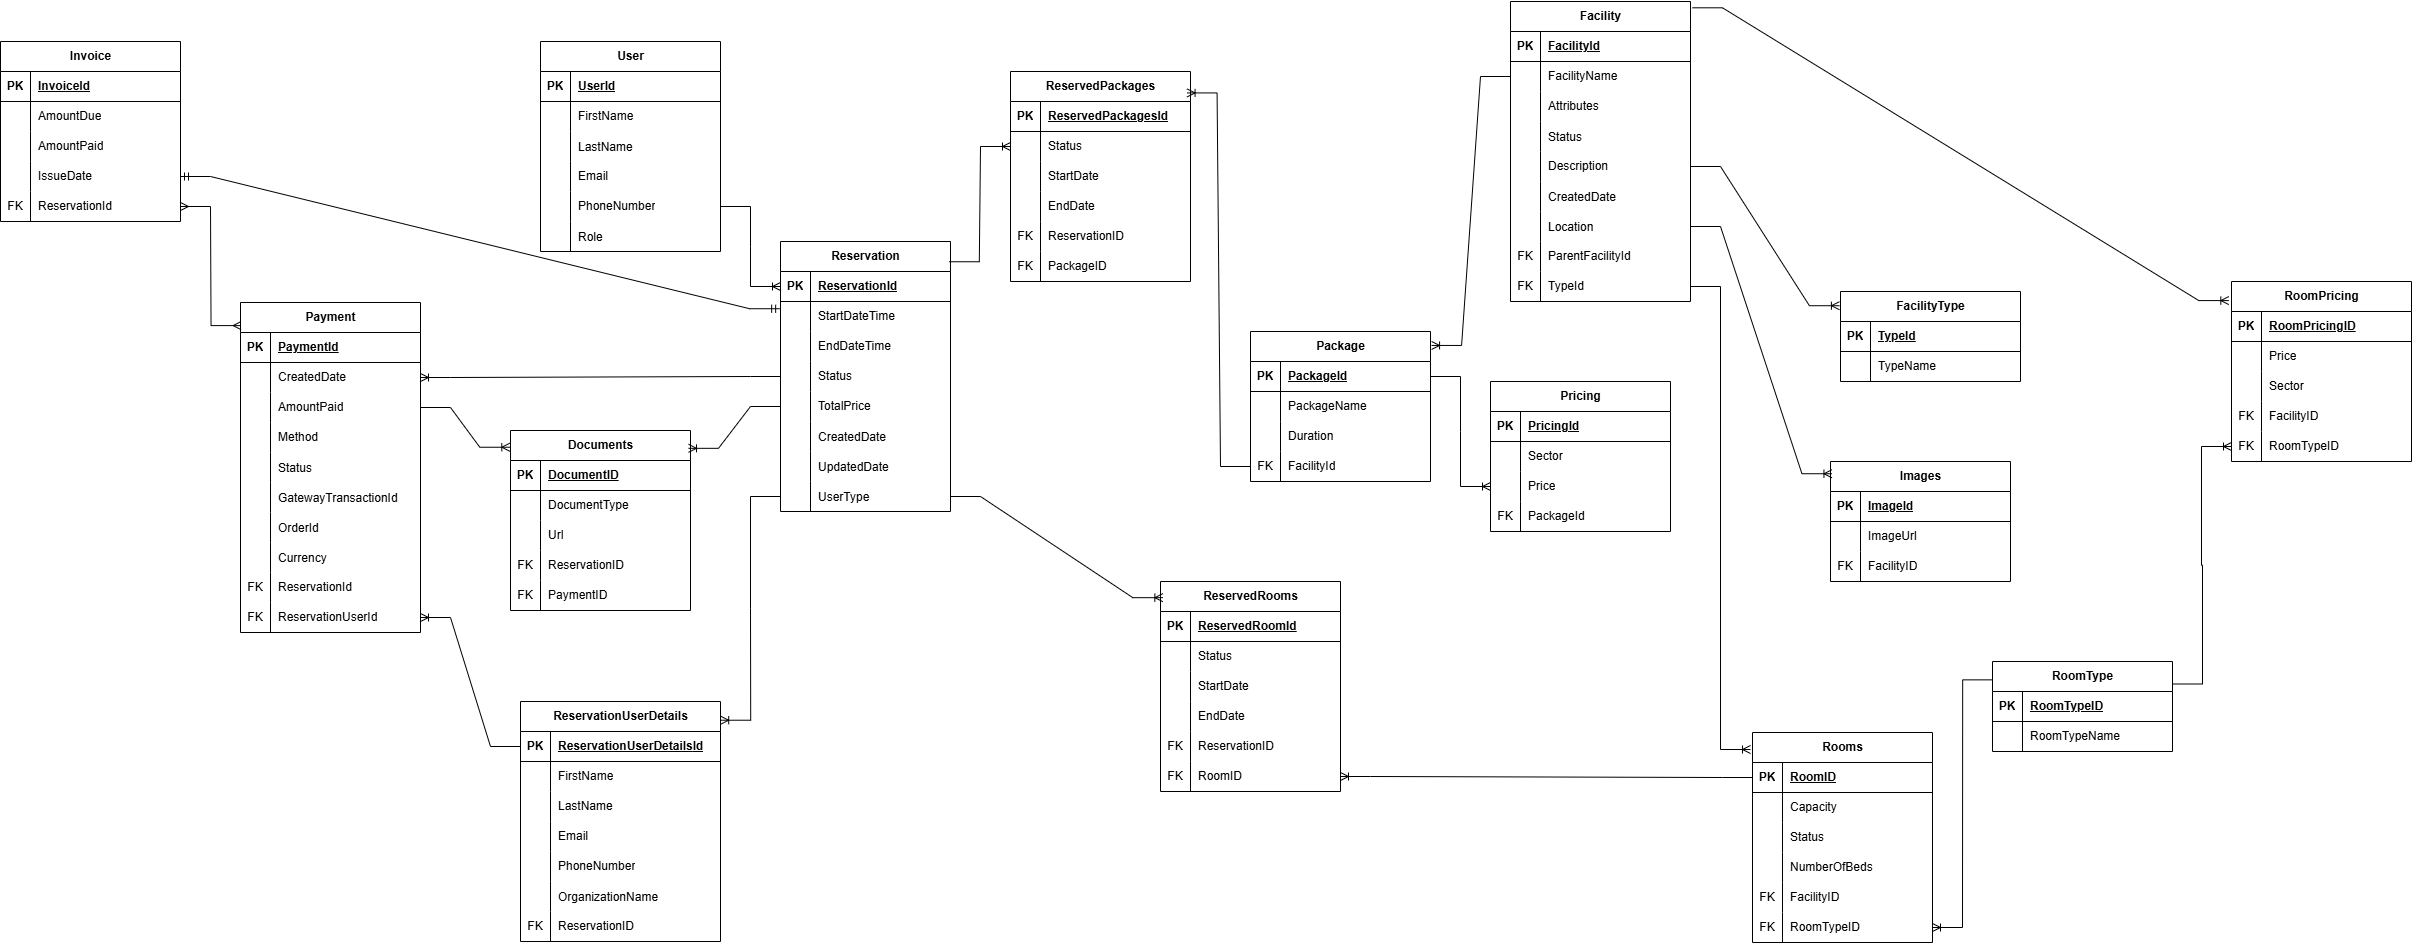 Invoice
PK InvoiceId
AmountDue
AmountPaid
IssueDate
FK ReservationId
User
PK UserId
FirstName
LastName
Email
PhoneNumber
Role
Payment
PK PaymentId
CreatedDate
AmountPaid
Method
Status
GatewayTransactionId
OrderId
Currency
FK ReservationId
FK ReservationUserId
Documents
PK DocumentID
DocumentType
Url
FK ReservationID
FK PaymentID
ReservationUserDetails
PK ReservationUserDetailsId
FirstName
LastName
Email
PhoneNumber
OrganizationName
FK ReservationID
Reservation
PK ReservationId
StartDateTime
EndDateTime
Status
TotalPrice
CreatedDate
UpdatedDate
UserType
ReservedPackages
PK ReservedPackagesId
Status
StartDate
EndDate
FK ReservationID
FK PackageID
ReservedRooms
PK ReservedRoomId
Status
StartDate
EndDate
FK ReservationID
FK RoomID
Package
PK PackageId
PackageName
Duration
FK FacilityId
Facility
PK FacilityId
FacilityName
Attributes
Status
Description
CreatedDate
Location
FK ParentFacilityId
FK TypeId
Pricing
PK PricingId
Sector
Price
FK PackageId
FacilityType
PK TypeId
TypeName
Images
PK ImageId
ImageUrl
FK FacilityID
Rooms
PK RoomID
Capacity
Status
NumberOfBeds
FK FacilityID
FK RoomTypeID
RoomType
PK RoomTypeID
RoomTypeName
RoomPricing
PK RoomPricingID
Price
Sector
FK FacilityID
FK RoomTypeID